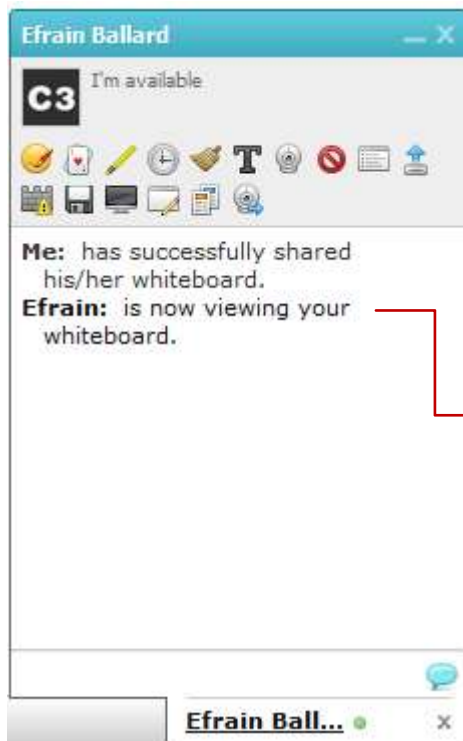 Efrain Ballard
C3
I'm available
T
Me: has successfully shared
his/her whiteboard.
Efrain: is now viewing your
whiteboard.
Efrain Ball...